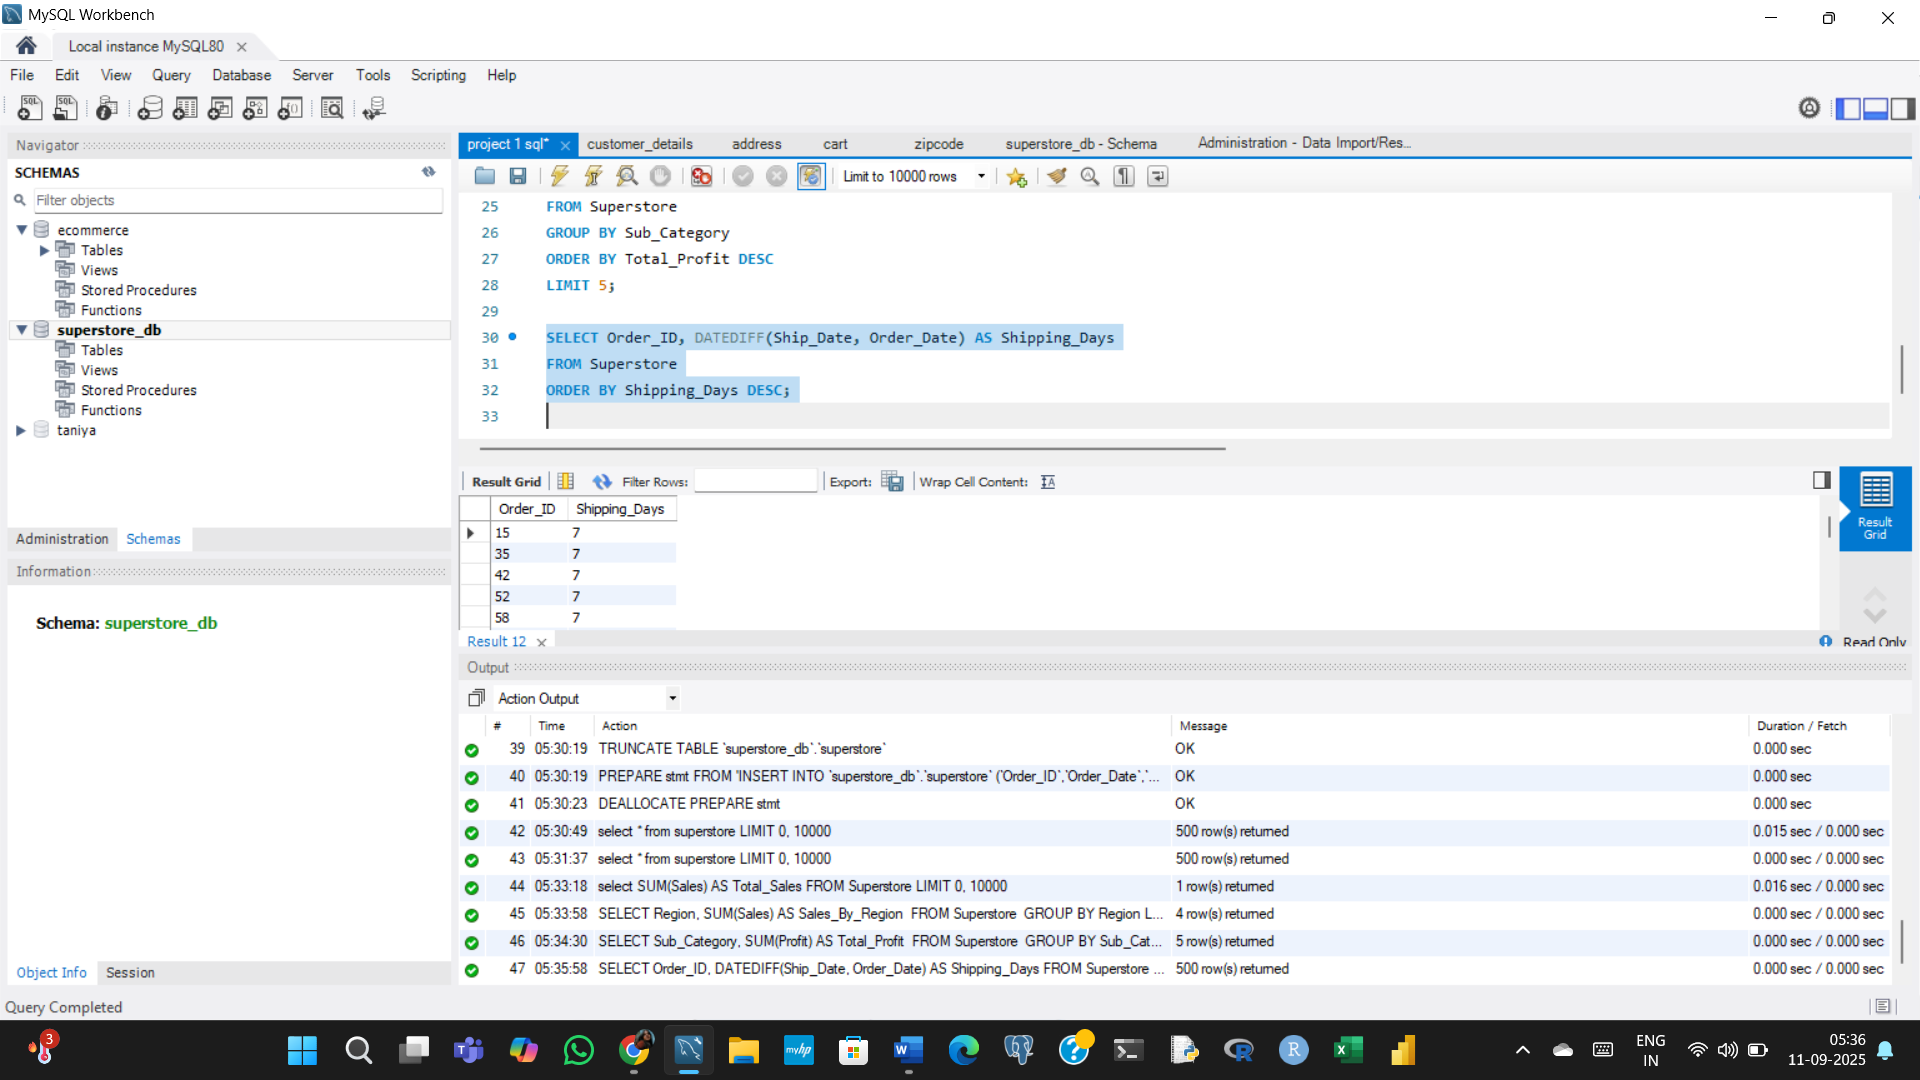 MySQL Workbench
Local instance MySQL80
File Edit View Query Database Server Tools Scripting Help
Navigator
SCHEMAS
Filter objects
ecommerce
Tables
Views
Stored Procedures
Functions
superstore_db
Tables
Views
Stored Procedures
Functions
taniya
Administration Schemas
Information
Schema: superstore_db
Object Info Session
Query Completed
project 1 sql* customer_details address cart zipcode superstore_db - Schema Administration - Data Import/Res...
Limit to 10000 rows
25 FROM Superstore
26 GROUP BY Sub_Category
27 ORDER BY Total_Profit DESC
28 LIMIT 5;
29
30 SELECT Order_ID, DATEDIFF(Ship_Date, Order_Date) AS Shipping_Days
31 FROM Superstore
32 ORDER BY Shipping_Days DESC;
33
Result Grid Filter Rows: Export: Wrap Cell Content:
Order_ID Shipping_Days
15 7
35 7
42 7
52 7
58 7
Result Grid
Result 12
Read Only
Output
Action Output
# Time Action Message Duration / Fetch
39 05:30:19 TRUNCATE TABLE `superstore_db`.`superstore` OK 0.000 sec
40 05:30:19 PREPARE stmt FROM 'INSERT INTO `superstore_db`.`superstore` (`Order_ID`,`Order_Date`,`... OK 0.000 sec
41 05:30:23 DEALLOCATE PREPARE stmt OK 0.000 sec
42 05:30:49 select * from superstore LIMIT 0, 10000 500 row(s) returned 0.015 sec / 0.000 sec
43 05:31:37 select * from superstore LIMIT 0, 10000 500 row(s) returned 0.000 sec / 0.000 sec
44 05:33:18 select SUM(Sales) AS Total_Sales FROM Superstore LIMIT 0, 10000 1 row(s) returned 0.016 sec / 0.000 sec
45 05:33:58 SELECT Region, SUM(Sales) AS Sales_By_Region FROM Superstore GROUP BY Region L... 4 row(s) returned 0.000 sec / 0.000 sec
46 05:34:30 SELECT Sub_Category, SUM(Profit) AS Total_Profit FROM Superstore GROUP BY Sub_Cat... 5 row(s) returned 0.000 sec / 0.000 sec
47 05:35:58 SELECT Order_ID, DATEDIFF(Ship_Date, Order_Date) AS Shipping_Days FROM Superstore ... 500 row(s) returned 0.000 sec / 0.000 sec
3
myhp
ENG
IN
05:36
11-09-2025